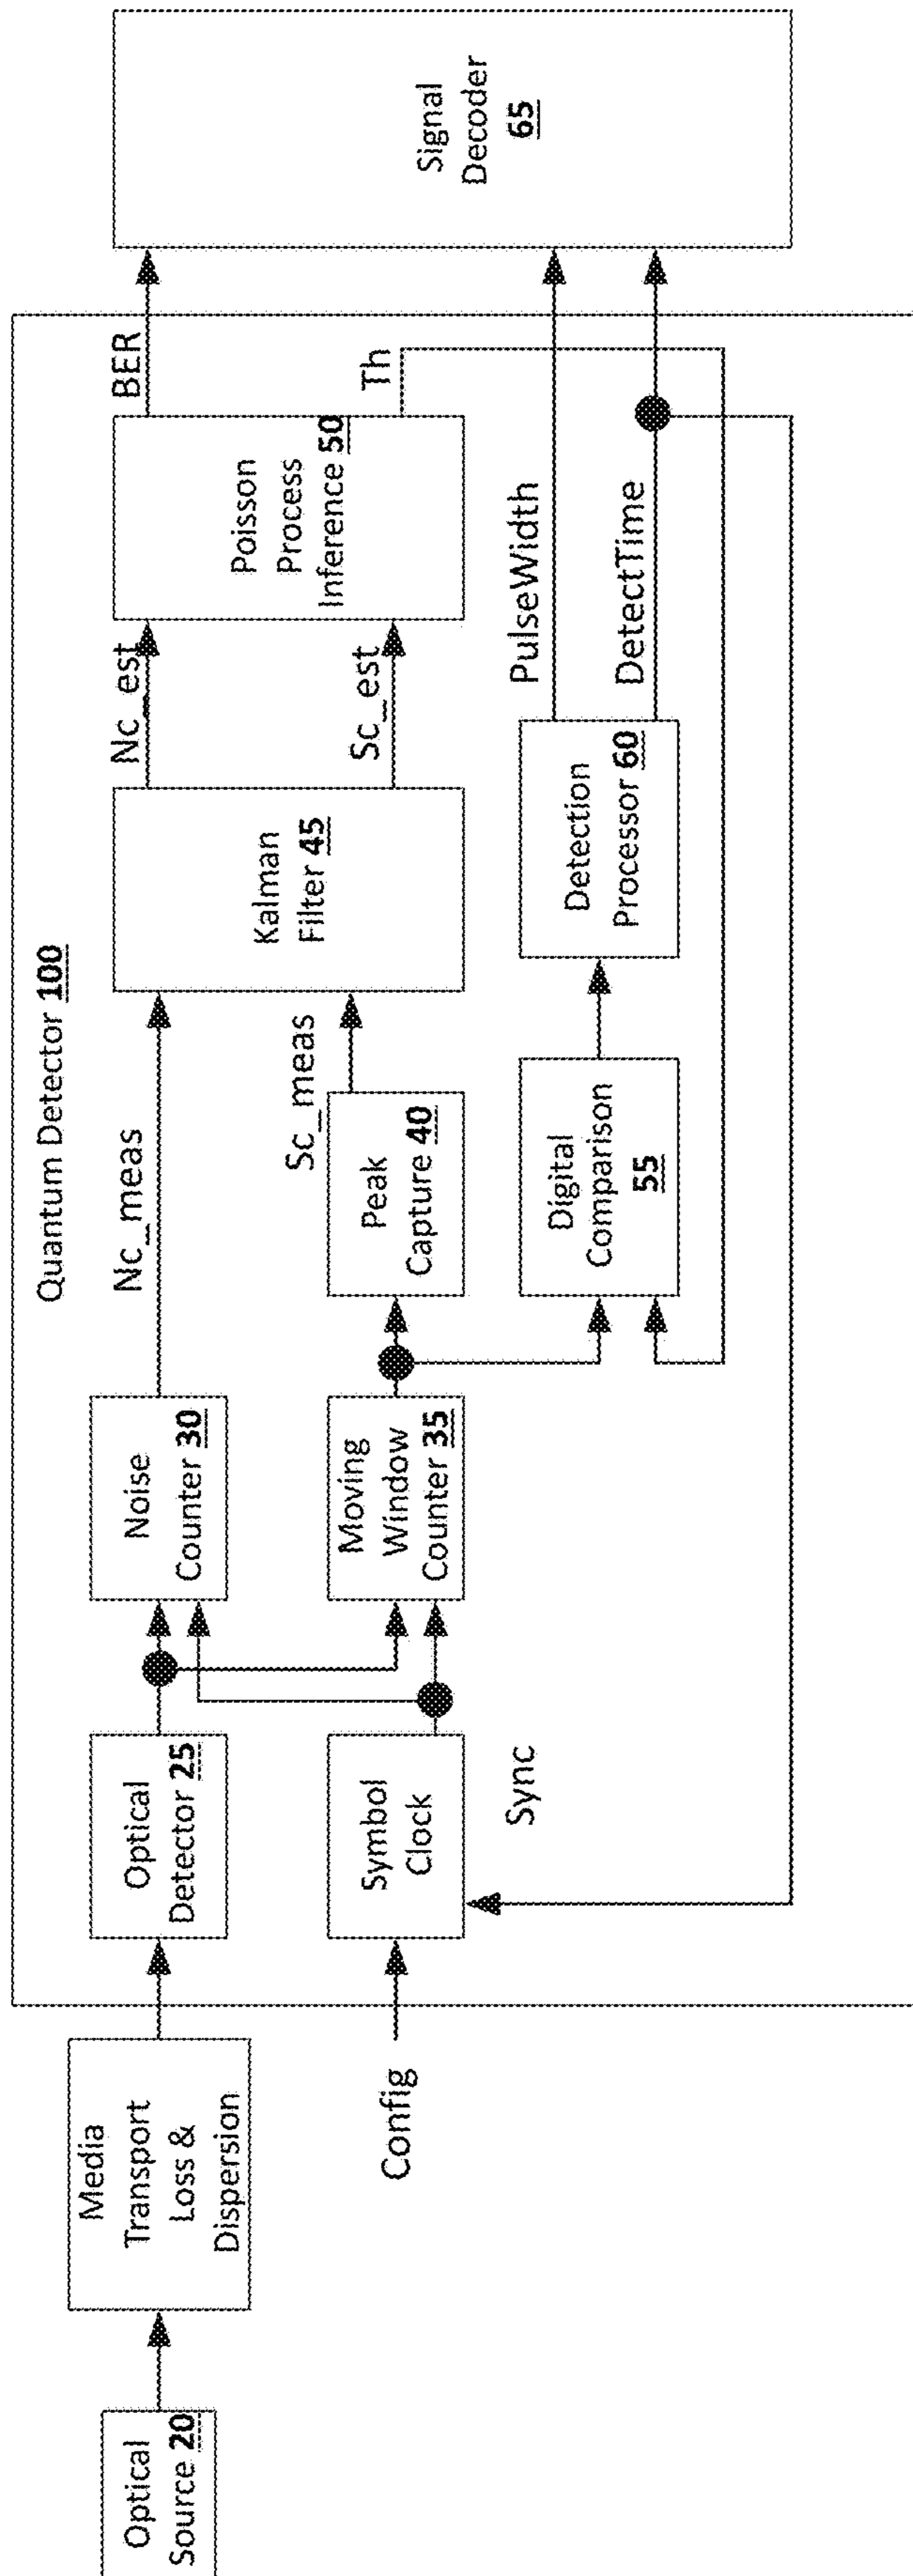 Quantum Detector 100
Optical
Source 20
Media
Transport
Loss &
Dispersion
Optical
Detector 25
Noise
Counter 30
Nc_meas
Kalman
Filter 45
Nc_est
Sc_est
Poisson
Process
Inference 50
BER
Th
Signal
Decoder
65
Config
Symbol
Clock
Sync
Moving
Window
Counter 35
Peak
Capture 40
Sc_meas
Digital
Comparison
55
Detection
Processor 60
PulseWidth
DetectTime